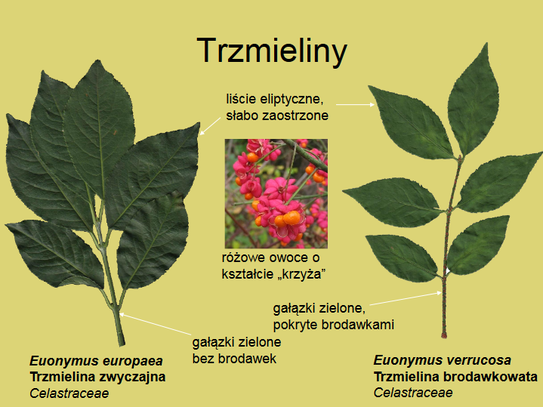 Trzmieliny
liście eliptyczne,
słabo zaostrzone
różowe owoce o
kształcie „krzyża”
gałązki zielone,
pokryte brodawkami
gałązki zielone
bez brodawek
Euonymus europaea
Trzmielina zwyczajna
Celastraceae
Euonymus verrucosa
Trzmielina brodawkowata
Celastraceae